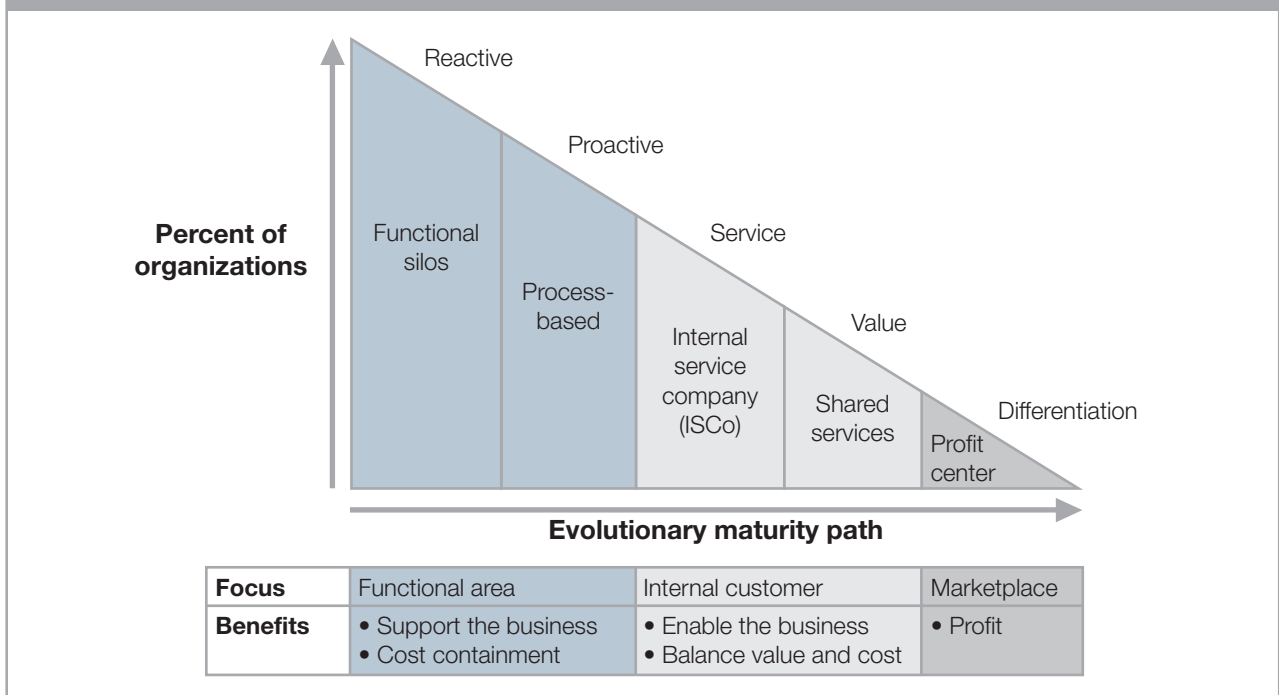 Reactive
Proactive
Service
Value
Differentiation
Percent of
organizations
Functional
silos
Process-
based
Internal
service
company
(ISCo)
Shared
services
Profit
center
Evolutionary maturity path
Focus Functional area Internal customer Marketplace
Benefits • Support the business • Enable the business • Profit
• Cost containment • Balance value and cost